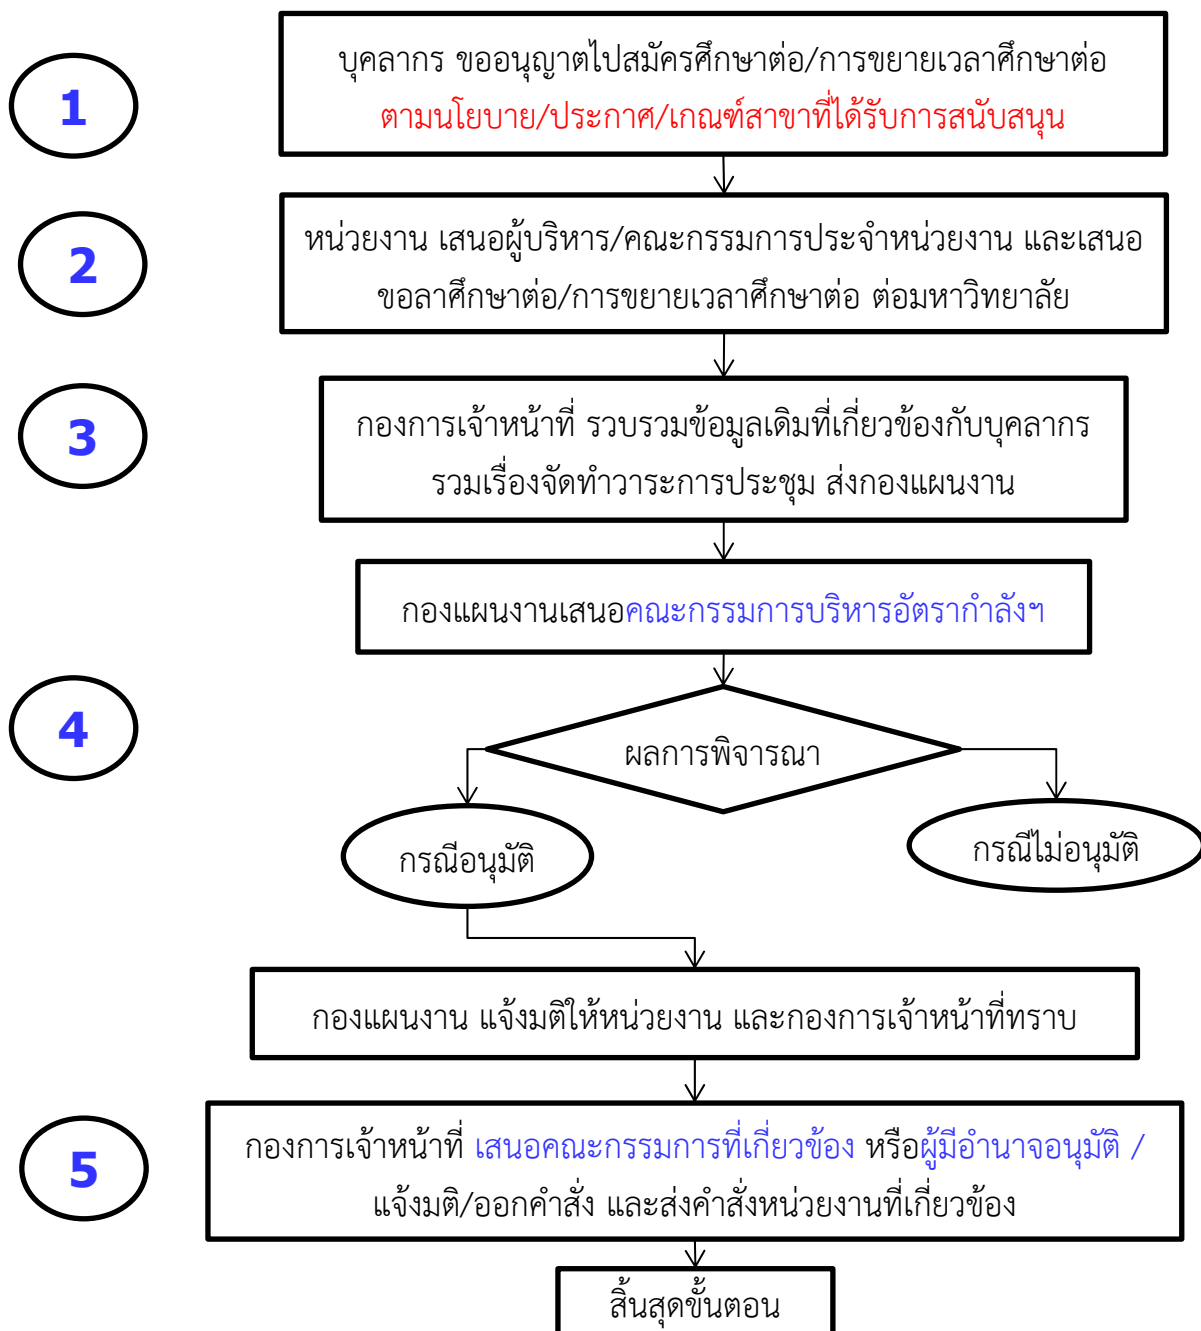 1
บุคลากร ขออนุญาตไปสมัครศึกษาต่อ/การขยายเวลาศึกษาต่อ
ตามนโยบาย/ประกาศ/เกณฑ์สาขาที่ได้รับการสนับสนุน
2
หน่วยงาน เสนอผู้บริหาร/คณะกรรมการประจำหน่วยงาน และเสนอ
ขอลาศึกษาต่อ/การขยายเวลาศึกษาต่อ ต่อมหาวิทยาลัย
3
กองการเจ้าหน้าที่ รวบรวมข้อมูลเดิมที่เกี่ยวข้องกับบุคลากร
รวมเรื่องจัดทำวาระการประชุม ส่งกองแผนงาน
กองแผนงานเสนอคณะกรรมการบริหารอัตรากำลังฯ
4
ผลการพิจารณา
กรณีอนุมัติ
กรณีไม่อนุมัติ
กองแผนงาน แจ้งมติให้หน่วยงาน และกองการเจ้าหน้าที่ทราบ
5
กองการเจ้าหน้าที่ เสนอคณะกรรมการที่เกี่ยวข้อง หรือผู้มีอำนาจอนุมัติ /
แจ้งมติ/ออกคำสั่ง และส่งคำสั่งหน่วยงานที่เกี่ยวข้อง
สิ้นสุดขั้นตอน